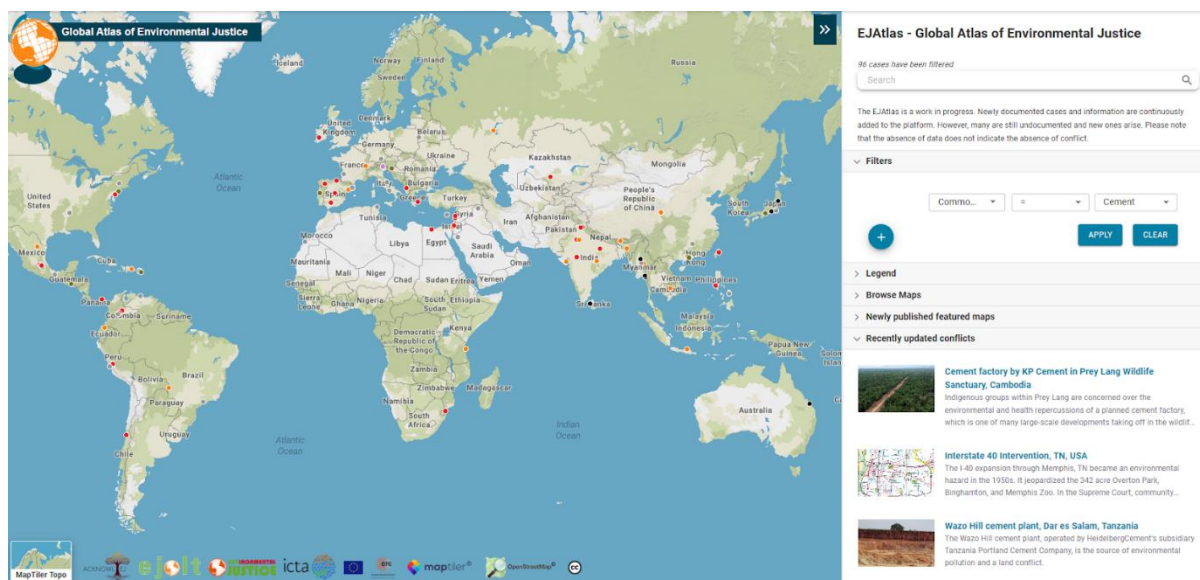 Global Atlas of Environmental Justice
»
Iceland
Norway
Finland
Sweden
Russia
United
Kingdom
Denmark
Belarus
Germany
Ukraine
France
Romania
Kazakhstan
Mongolia
Italy
Bulgaria
Uzbekistan
Spain
Greece
Turkey
People's
Republic
of China
South
Korea
Japan
Atlantic
Ocean
United
States
Tunisia
Syria
Iran
Afghanistan
Israel
Pakistan
Morocco
Libya
Egypt
Saudi
Arabia
Nepal
Mexico
Cuba
Mauritania
Oman
India
Hong
Kong
Myanmar
Guatemala
Mali
Niger
Chad
Sudan
Eritrea
Yemen
Vietnam
Philippines
Senegal
Cambodia
Panama
Sierra
Leone
Ghana
Nigeria
South
Sudan
Ethiopia
Sri Lanka
Colombia
Suriname
Malaysia
Ecuador
Kenya
Democratic
Republic of
the Congo
Indonesia
Papua New
Guinea
Solomon
Islan
Peru
Brazil
Zambia
Bolivia
Zimbabwe
Madagascar
Namibia
Paraguay
South
Africa
Australia
Uruguay
Chile
Atlantic
Ocean
Indian
Ocean
MapTiler Topo
ACKNOWL
ejolt
ENVIRONMENTAL
JUSTICE
icta
erc
maptiler
OpenStreetMap
cc
EJAtlas - Global Atlas of Environmental Justice
96 cases have been filtered
Search
The EJAtlas is a work in progress. Newly documented cases and information are continuously
added to the platform. However, many are still undocumented and new ones arise. Please note
that the absence of data does not indicate the absence of conflict.
Filters
Commo... = Cement
+ APPLY CLEAR
Legend
Browse Maps
Newly published featured maps
Recently updated conflicts
Cement factory by KP Cement in Prey Lang Wildlife
Sanctuary, Cambodia
Indigenous groups within Prey Lang are concerned over the
environmental and health repercussions of a planned cement factory,
which is one of many large-scale developments taking off in the wildlif...
Interstate 40 Intervention, TN, USA
The I-40 expansion through Memphis, TN became an environmental
hazard in the 1950s. It jeopardized the 342 acre Overton Park,
Binghamton, and Memphis Zoo. In the Supreme Court, community...
Wazo Hill cement plant, Dar es Salam, Tanzania
The Wazo Hill cement plant, operated by HeidelbergCement's subsidiary
Tanzania Portland Cement Company, is the source of environmental
pollution and a land conflict.